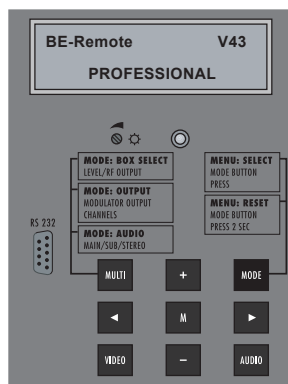 BE-Remote V43
PROFESSIONAL
MODE: BOX SELECT
LEVEL/RF OUTPUT
MODE: OUTPUT
MODULATOR OUTPUT
CHANNELS
MODE: AUDIO
MAIN/SUB/STEREO
MENU: SELECT
MODE BUTTON
PRESS
MENU: RESET
MODE BUTTON
PRESS 2 SEC
RS 232
MULTI + MODE
◄ M ►
VIDEO − AUDIO